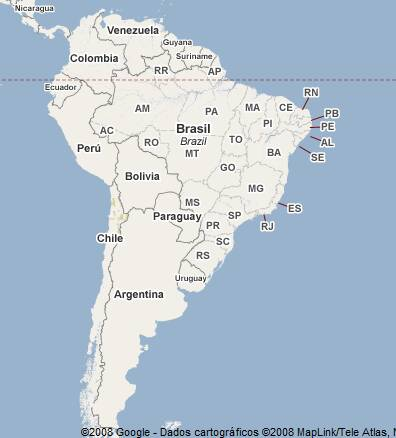 Nicaragua
Venezuela
Guyana
Colombia
Suriname
RR
AP
Ecuador
AM
PA
MA
CE
RN
PB
PI
PE
AC
Brasil
TO
AL
Brazil
RO
MT
BA
SE
Perú
GO
Bolivia
MG
MS
ES
Paraguay
SP
RJ
PR
Chile
SC
RS
Uruguay
Argentina
©2008 Google - Dados cartográficos ©2008 MapLink/Tele Atlas, N